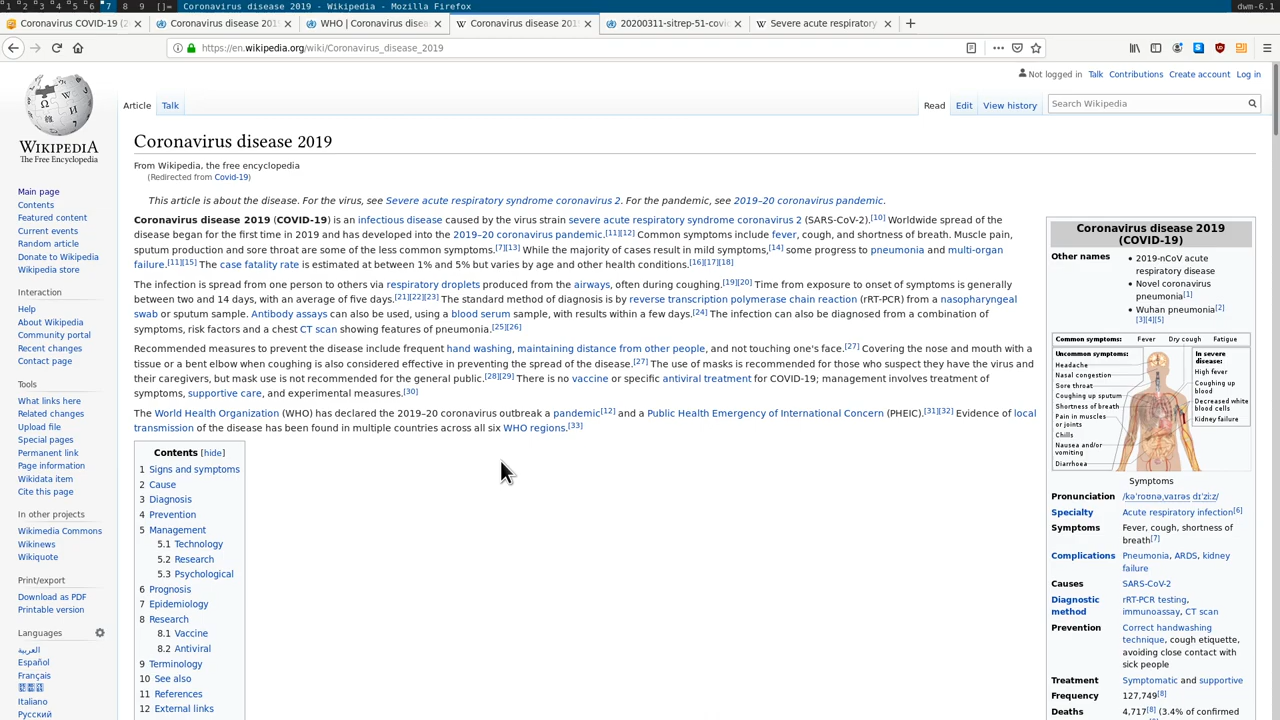 1 2 3 4 5 6 7 8 9 []= Coronavirus disease 2019 - Wikipedia - Mozilla Firefox dwm-6.1
Coronavirus COVID-19 (2 Coronavirus disease 201 WHO | Coronavirus diseas Coronavirus disease 201 20200311-sitrep-51-covi Severe acute respiratory
https://en.wikipedia.org/wiki/Coronavirus_disease_2019
Not logged in Talk Contributions Create account Log in
Article Talk Read Edit View history Search Wikipedia
WIKIPEDIA
The Free Encyclopedia
Main page
Contents
Featured content
Current events
Random article
Donate to Wikipedia
Wikipedia store
Interaction
Help
About Wikipedia
Community portal
Recent changes
Contact page
Tools
What links here
Related changes
Upload file
Special pages
Permanent link
Page information
Wikidata item
Cite this page
In other projects
Wikimedia Commons
Wikinews
Wikiquote
Print/export
Download as PDF
Printable version
Languages
العربية
Español
Français
Italiano
Русский
Coronavirus disease 2019
From Wikipedia, the free encyclopedia
(Redirected from Covid-19)
This article is about the disease. For the virus, see Severe acute respiratory syndrome coronavirus 2. For the pandemic, see 2019–20 coronavirus pandemic.
Coronavirus disease 2019 (COVID-19) is an infectious disease caused by the virus strain severe acute respiratory syndrome coronavirus 2 (SARS-CoV-2).[10] Worldwide spread of the
disease began for the first time in 2019 and has developed into the 2019–20 coronavirus pandemic.[11][12] Common symptoms include fever, cough, and shortness of breath. Muscle pain,
sputum production and sore throat are some of the less common symptoms.[7][13] While the majority of cases result in mild symptoms,[14] some progress to pneumonia and multi-organ
failure.[11][15] The case fatality rate is estimated at between 1% and 5% but varies by age and other health conditions.[16][17][18]
The infection is spread from one person to others via respiratory droplets produced from the airways, often during coughing.[19][20] Time from exposure to onset of symptoms is generally
between two and 14 days, with an average of five days.[21][22][23] The standard method of diagnosis is by reverse transcription polymerase chain reaction (rRT-PCR) from a nasopharyngeal
swab or sputum sample. Antibody assays can also be used, using a blood serum sample, with results within a few days.[24] The infection can also be diagnosed from a combination of
symptoms, risk factors and a chest CT scan showing features of pneumonia.[25][26]
Recommended measures to prevent the disease include frequent hand washing, maintaining distance from other people, and not touching one's face.[27] Covering the nose and mouth with a
tissue or a bent elbow when coughing is also considered effective in preventing the spread of the disease.[27] The use of masks is recommended for those who suspect they have the virus and
their caregivers, but mask use is not recommended for the general public.[28][29] There is no vaccine or specific antiviral treatment for COVID-19; management involves treatment of
symptoms, supportive care, and experimental measures.[30]
The World Health Organization (WHO) has declared the 2019–20 coronavirus outbreak a pandemic[12] and a Public Health Emergency of International Concern (PHEIC).[31][32] Evidence of local
transmission of the disease has been found in multiple countries across all six WHO regions.[33]
Contents [hide]
1 Signs and symptoms
2 Cause
3 Diagnosis
4 Prevention
5 Management
5.1 Technology
5.2 Research
5.3 Psychological
6 Prognosis
7 Epidemiology
8 Research
8.1 Vaccine
8.2 Antiviral
9 Terminology
10 See also
11 References
12 External links
Coronavirus disease 2019
(COVID-19)
Other names
2019-nCoV acute
respiratory disease
Novel coronavirus
pneumonia[1]
Wuhan pneumonia[2]
[3][4][5]
Common symptoms: Fever Dry cough Fatigue
Uncommon symptoms:
Headache
Nasal congestion
Sore throat
Coughing up sputum
Shortness of breath
Pain in muscles
or joints
Chills
Nausea and/or
vomiting
Diarrhoea
In severe
disease:
High fever
Coughing up
blood
Decreased white
blood cells
Kidney failure
Symptoms
Pronunciation /kəˈroʊnəˌvaɪrəs dɪˈziːz/
Specialty Acute respiratory infection[6]
Symptoms Fever, cough, shortness of
breath[7]
Complications Pneumonia, ARDS, kidney
failure
Causes SARS-CoV-2
Diagnostic method rRT-PCR testing,
immunoassay, CT scan
Prevention Correct handwashing
technique, cough etiquette,
avoiding close contact with
sick people
Treatment Symptomatic and supportive
Frequency 127,749[8]
Deaths 4,717[8] (3.4% of confirmed